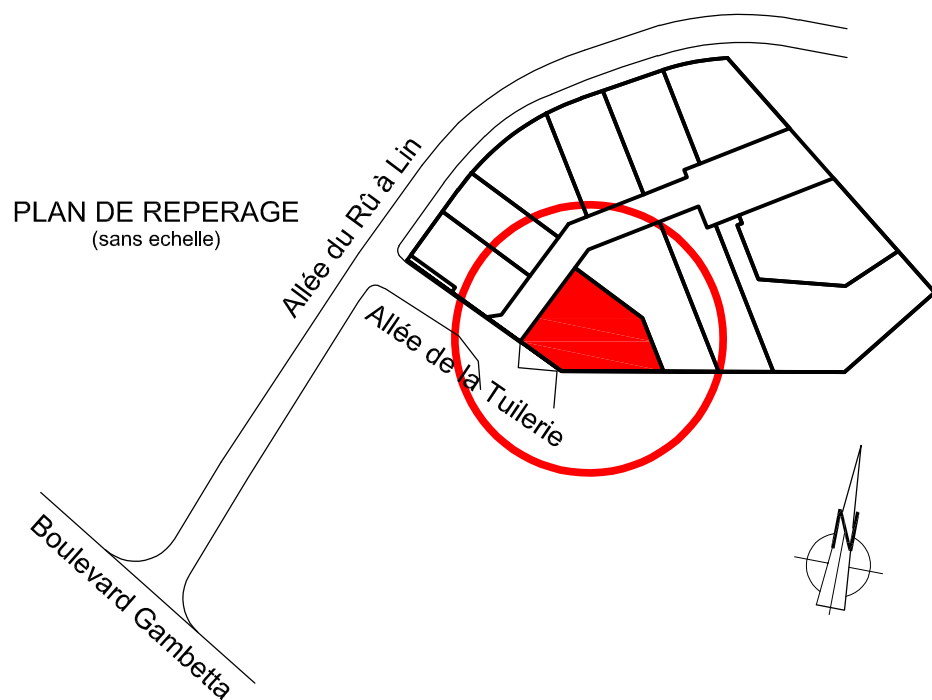 PLAN DE REPERAGE
(sans echelle)
Allée du Rû à Lin
Allée de la Tuilerie
Boulevard Gambetta
N